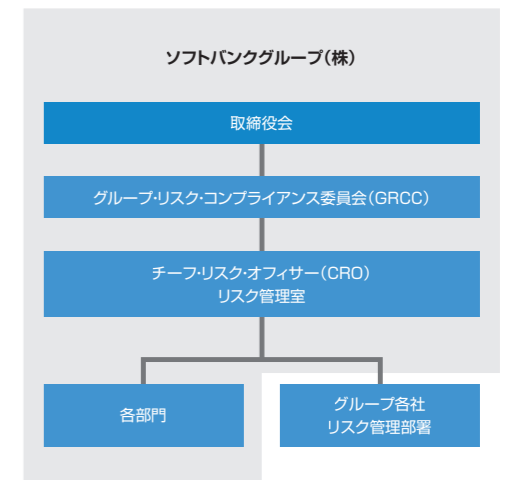 ソフトバンクグループ（株）
取締役会
グループ・リスク・コンプライアンス委員会（GRCC）
チーフ・リスク・オフィサー（CRO）
リスク管理室
各部門
グループ各社
リスク管理部署